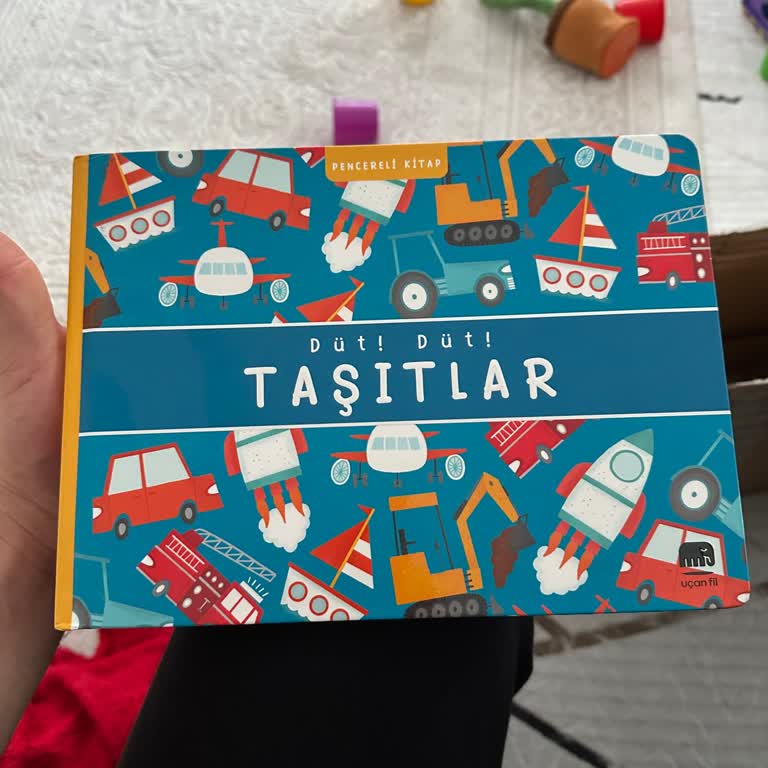 PENCERELİ KİTAP
Düt! Düt!
TAŞITLAR
uçan fil